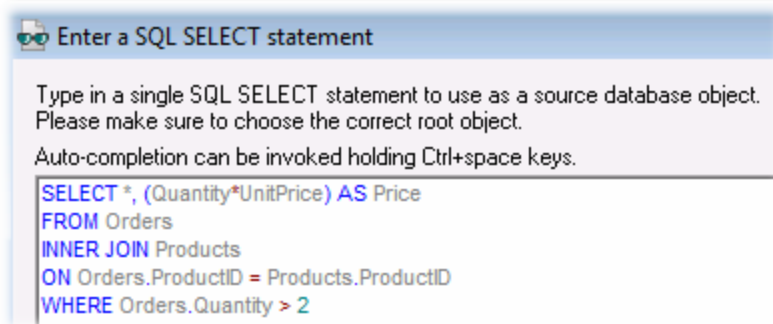 Enter a SQL SELECT statement
Type in a single SQL SELECT statement to use as a source database object.
Please make sure to choose the correct root object.
Auto-completion can be invoked holding Ctrl+space keys.
SELECT *, (Quantity*UnitPrice) AS Price
FROM Orders
INNER JOIN Products
ON Orders.ProductID = Products.ProductID
WHERE Orders.Quantity > 2